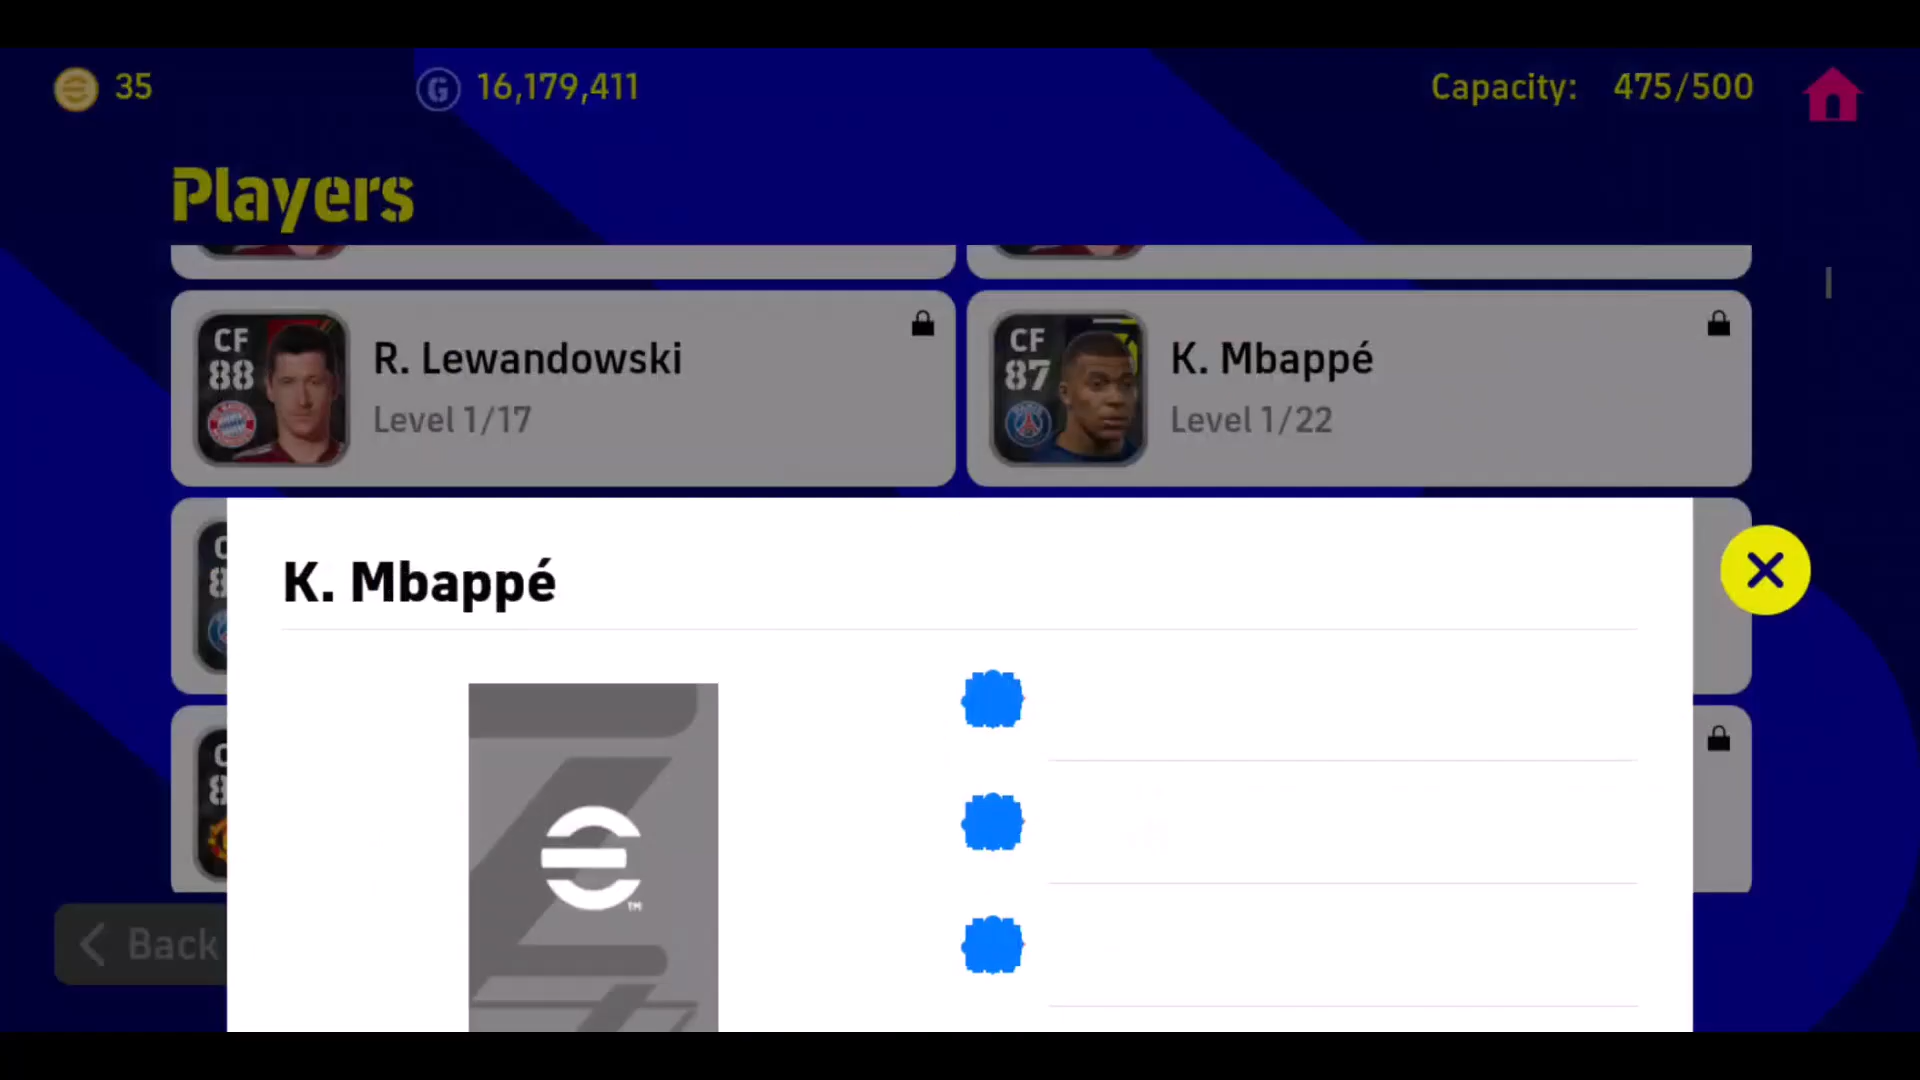 35
G 16,179,411
Capacity: 475/500
Players
CF
88
R. Lewandowski
Level 1/17
CF
87
K. Mbappé
Level 1/22
K. Mbappé
Back
TM